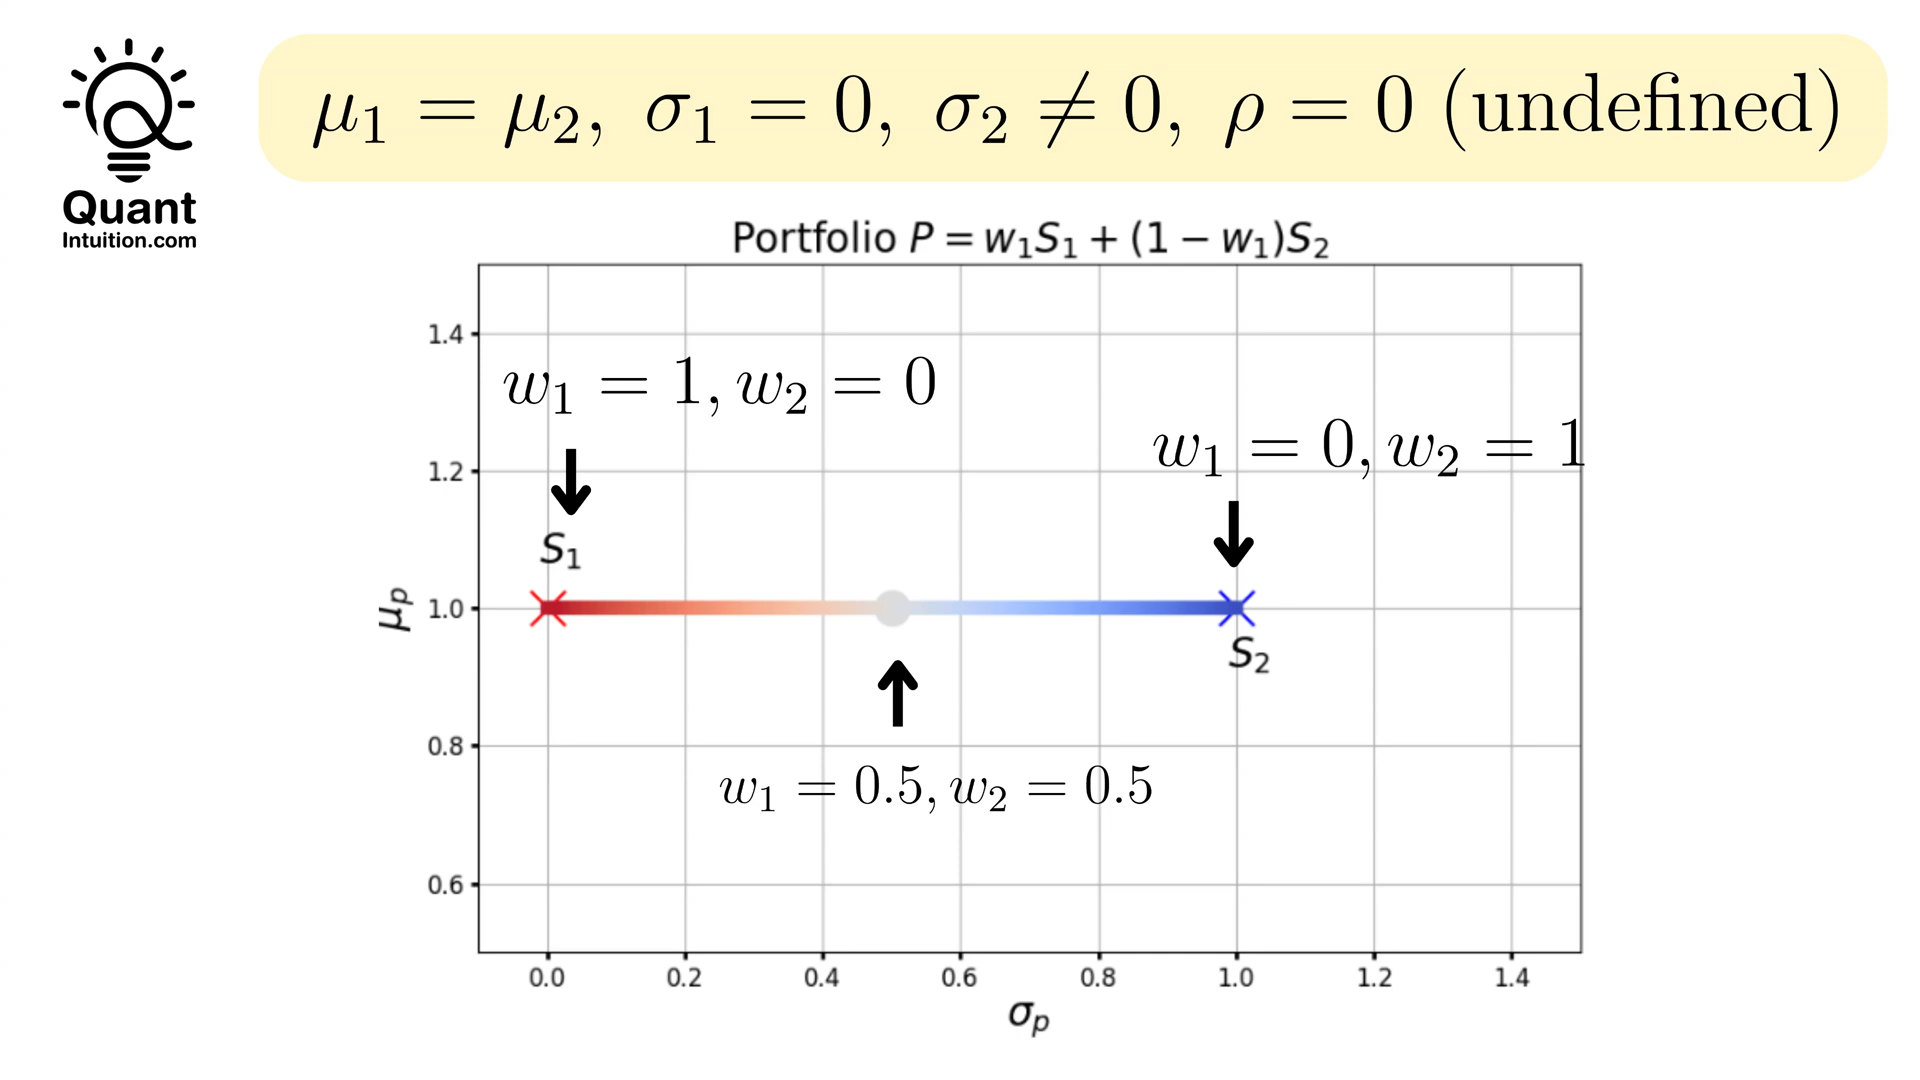 μ₁ = μ₂, σ₁ = 0, σ₂ ≠ 0, ρ = 0 (undefined)
Quant
Intuition.com
Portfolio P = w₁S₁ + (1 − w₁)S₂
1.4
w₁ = 1, w₂ = 0
w₁ = 0, w₂ = 1
1.2
S₁
μₚ
1.0
S₂
0.8
w₁ = 0.5, w₂ = 0.5
0.6
0.0 0.2 0.4 0.6 0.8 1.0 1.2 1.4
σₚ